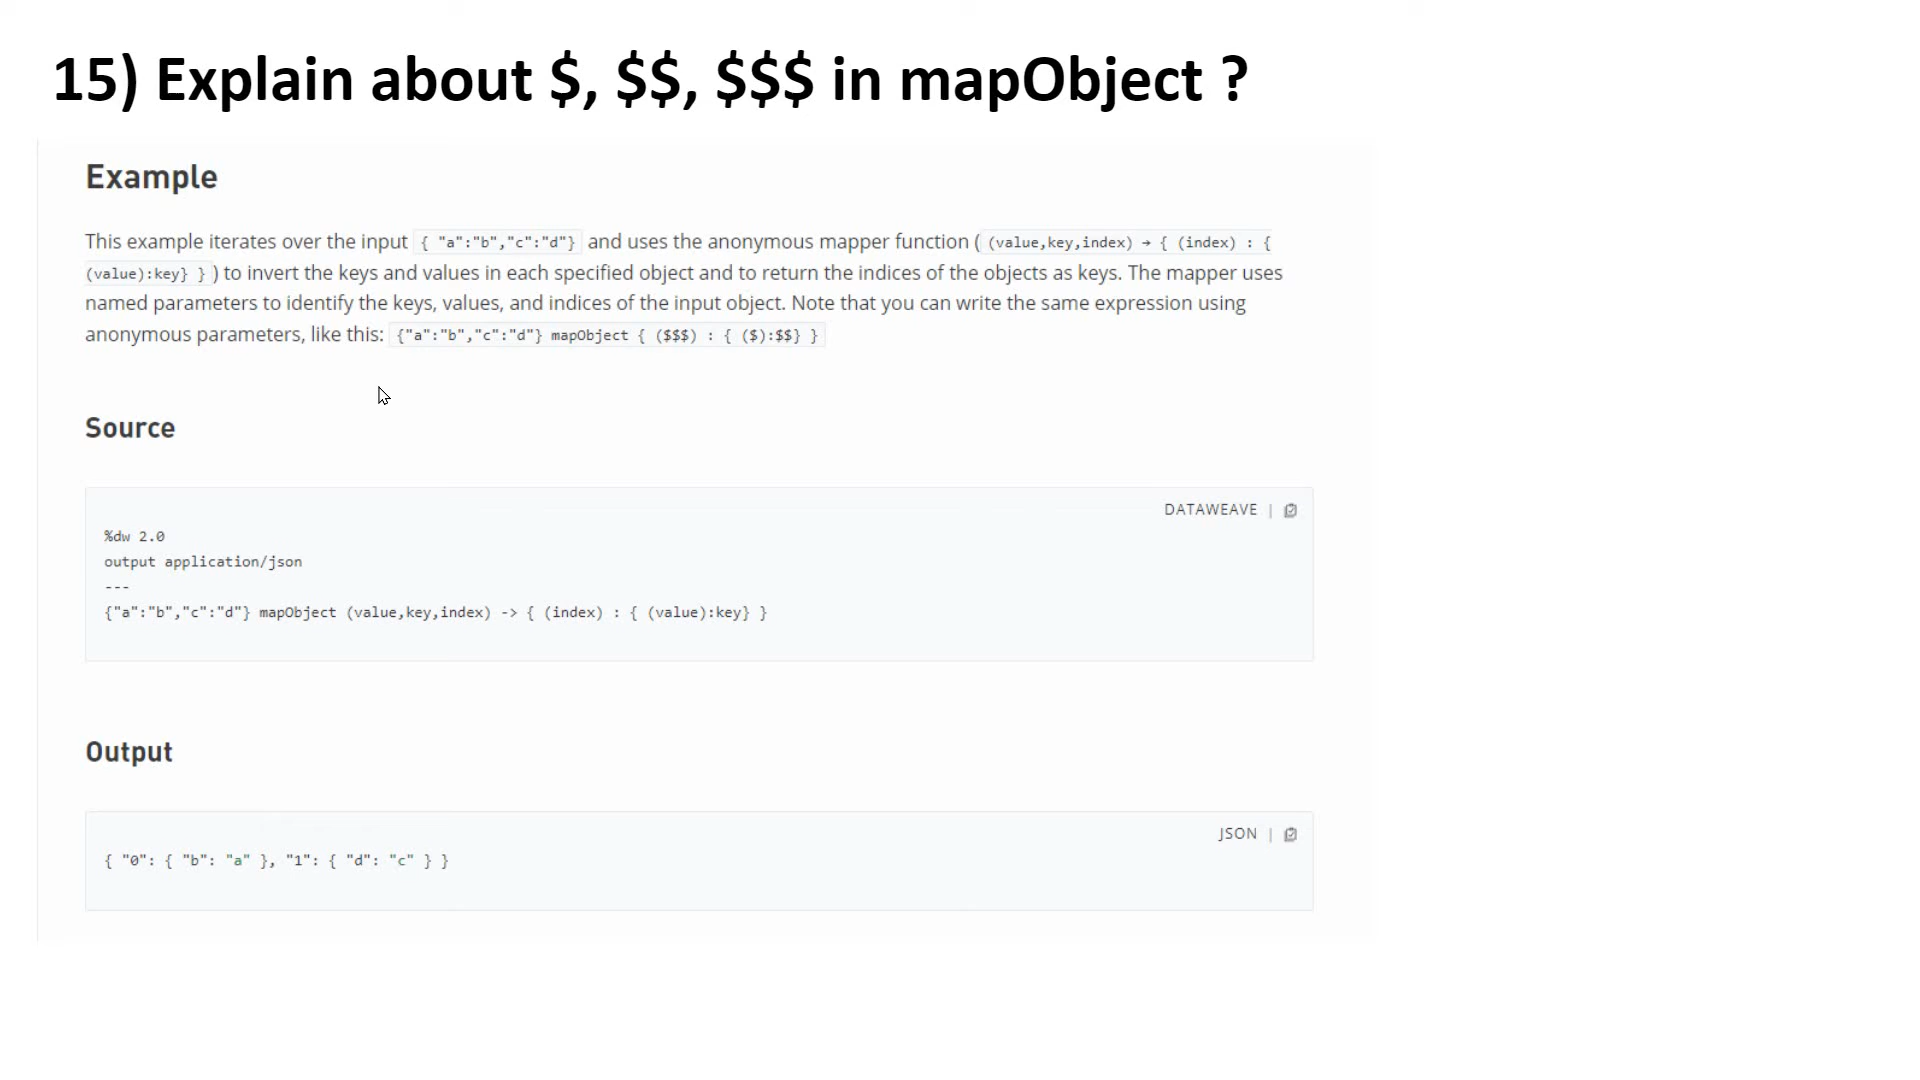 15) Explain about $, $$, $$$ in mapObject ?
Example
This example iterates over the input { "a":"b","c":"d"} and uses the anonymous mapper function ( (value,key,index) → { (index) : {
(value):key} } ) to invert the keys and values in each specified object and to return the indices of the objects as keys. The mapper uses
named parameters to identify the keys, values, and indices of the input object. Note that you can write the same expression using
anonymous parameters, like this: {"a":"b","c":"d"} mapObject { ($$$) : { ($):$$} }
Source
DATAWEAVE |
%dw 2.0
output application/json
---
{"a":"b","c":"d"} mapObject (value,key,index) -> { (index) : { (value):key} }
Output
JSON |
{ "0": { "b": "a" }, "1": { "d": "c" } }